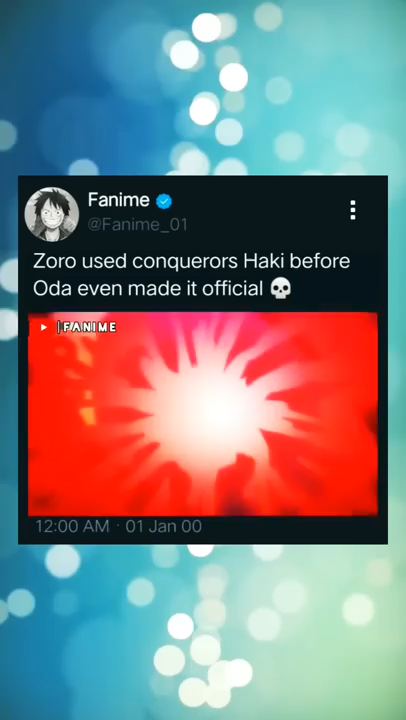 Fanime
@Fanime_01
Zoro used conquerors Haki before
Oda even made it official 💀
FANIME
12:00 AM · 01 Jan 00